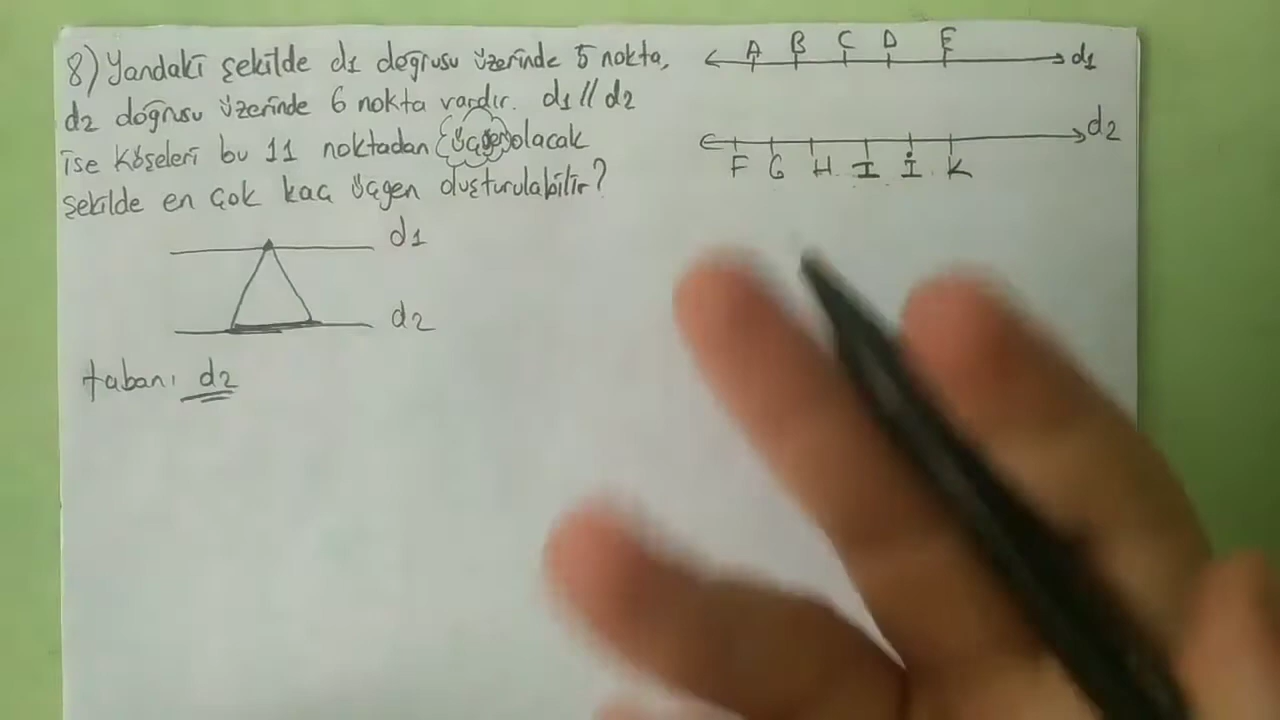 8) Yandaki şekilde d1 doğrusu üzerinde 5 nokta,
d2 doğrusu üzerinde 6 nokta vardır. d1 // d2
ise köşeleri bu 11 noktadan üçgen olacak
şekilde en çok kaç üçgen oluşturulabilir?
A B C D E d1
d2
F G H I İ K
d1
d2
tabanı d2